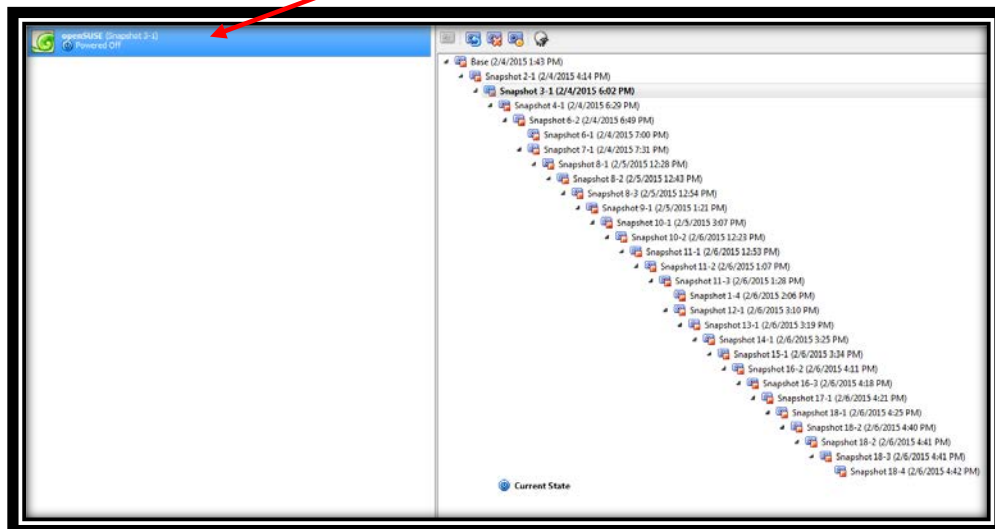 openSUSE (Snapshot 3-1)
Powered Off
Base (2/4/2015 1:43 PM)
Snapshot 2-1 (2/4/2015 4:14 PM)
Snapshot 3-1 (2/4/2015 6:02 PM)
Snapshot 4-1 (2/4/2015 6:29 PM)
Snapshot 6-2 (2/4/2015 6:49 PM)
Snapshot 6-1 (2/4/2015 7:00 PM)
Snapshot 7-1 (2/4/2015 7:31 PM)
Snapshot 8-1 (2/5/2015 12:28 PM)
Snapshot 8-2 (2/5/2015 12:43 PM)
Snapshot 8-3 (2/5/2015 12:54 PM)
Snapshot 9-1 (2/5/2015 1:21 PM)
Snapshot 10-1 (2/5/2015 3:07 PM)
Snapshot 10-2 (2/6/2015 12:23 PM)
Snapshot 11-1 (2/6/2015 12:53 PM)
Snapshot 11-2 (2/6/2015 1:07 PM)
Snapshot 11-3 (2/6/2015 1:28 PM)
Snapshot 1-4 (2/6/2015 2:06 PM)
Snapshot 12-1 (2/6/2015 3:10 PM)
Snapshot 13-1 (2/6/2015 3:19 PM)
Snapshot 14-1 (2/6/2015 3:25 PM)
Snapshot 15-1 (2/6/2015 3:34 PM)
Snapshot 16-2 (2/6/2015 4:11 PM)
Snapshot 16-3 (2/6/2015 4:18 PM)
Snapshot 17-1 (2/6/2015 4:21 PM)
Snapshot 18-1 (2/6/2015 4:25 PM)
Snapshot 18-2 (2/6/2015 4:40 PM)
Snapshot 18-2 (2/6/2015 4:41 PM)
Snapshot 18-3 (2/6/2015 4:41 PM)
Snapshot 18-4 (2/6/2015 4:42 PM)
Current State